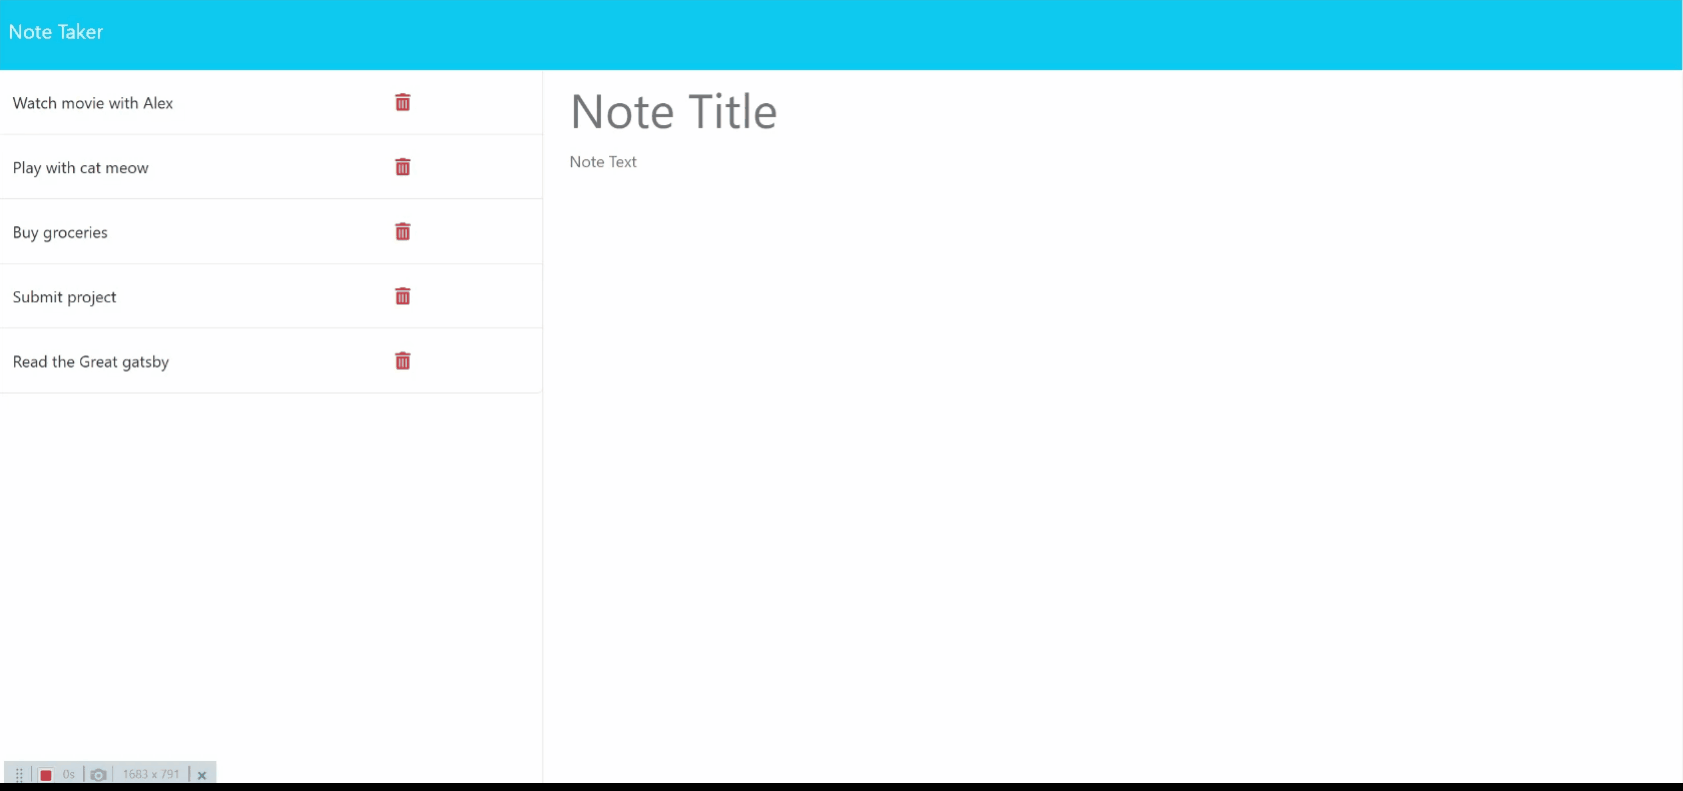 Note Taker
Watch movie with Alex
Play with cat meow
Buy groceries
Submit project
Read the Great gatsby
Note Title
Note Text
0s 1683 x 791